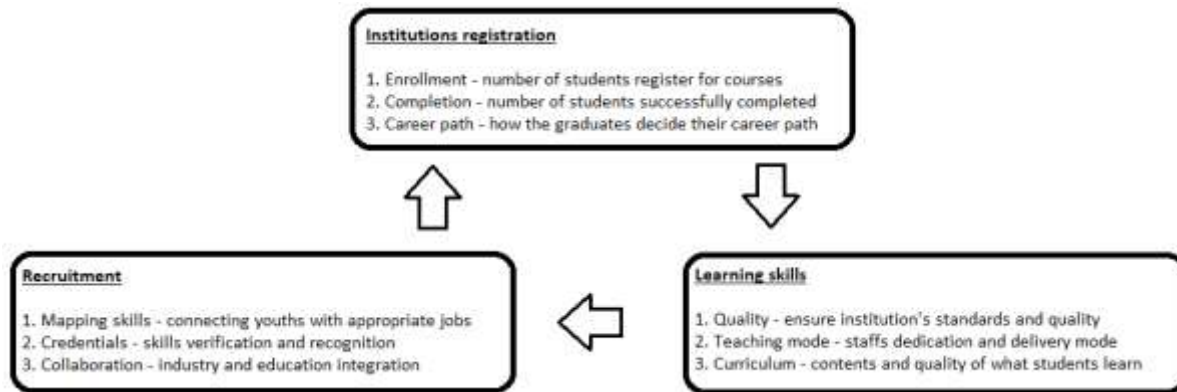 Institutions registration
1. Enrollment - number of students register for courses
2. Completion - number of students successfully completed
3. Career path - how the graduates decide their career path
Recruitment
1. Mapping skills - connecting youths with appropriate jobs
2. Credentials - skills verification and recognition
3. Collaboration - industry and education integration
Learning skills
1. Quality - ensure institution's standards and quality
2. Teaching mode - staffs dedication and delivery mode
3. Curriculum - contents and quality of what students learn